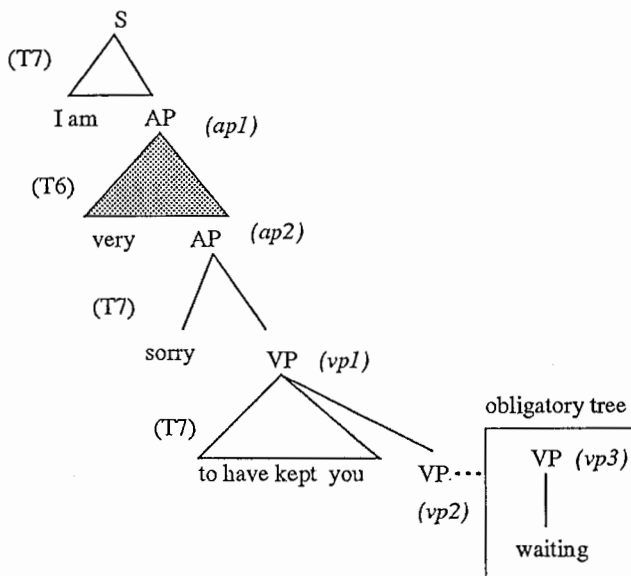 S
(T7)
I am AP (ap1)
(T6)
very AP (ap2)
(T7)
sorry VP (vp1)
obligatory tree
(T7)
VP (vp3)
to have kept you
VP
(vp2)
waiting